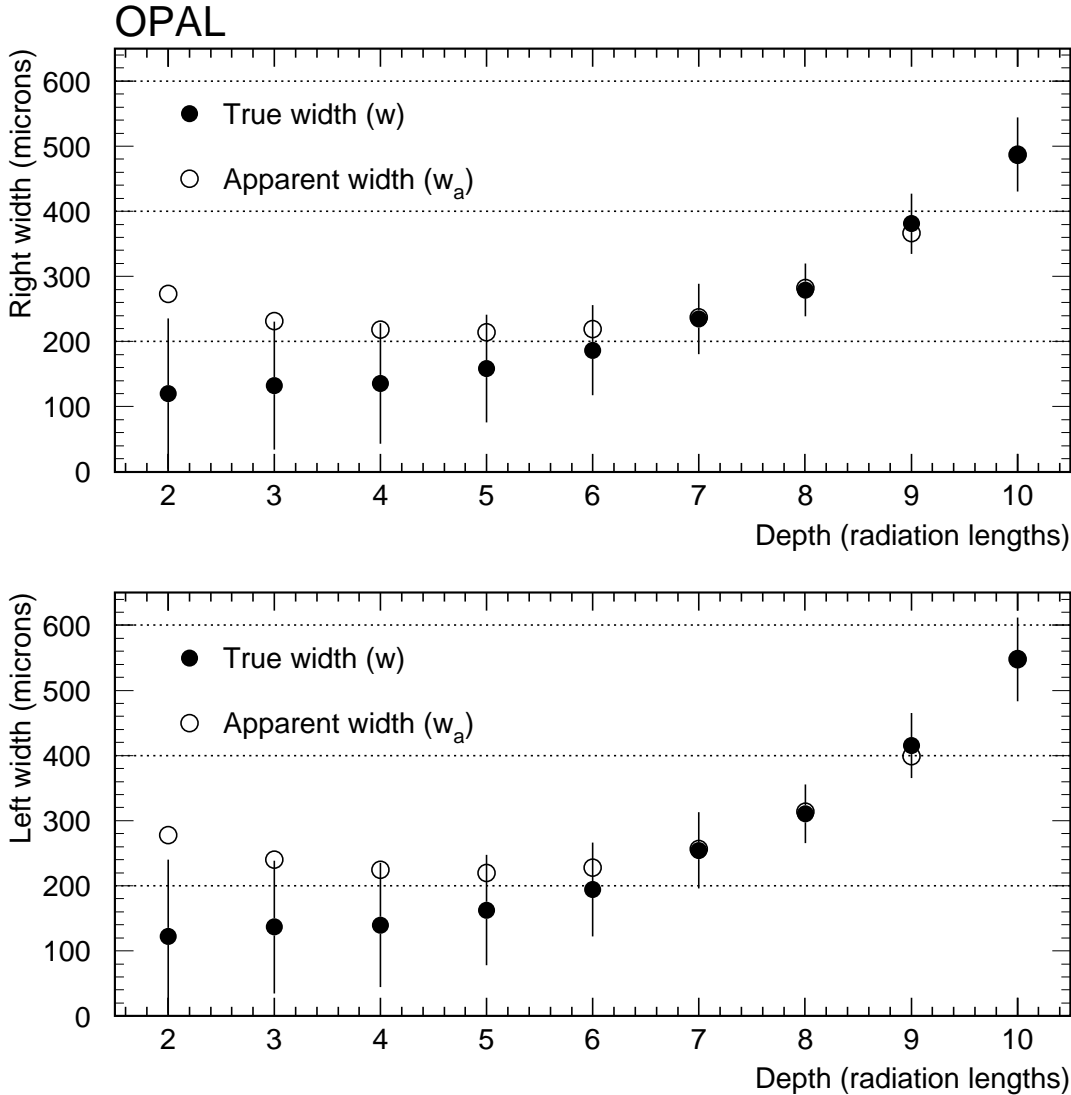 OPAL
Right width (microns)
600
500
400
300
200
100
0
True width (w)
Apparent width (wa)
2 3 4 5 6 7 8 9 10
Depth (radiation lengths)
Left width (microns)
600
500
400
300
200
100
0
True width (w)
Apparent width (wa)
2 3 4 5 6 7 8 9 10
Depth (radiation lengths)